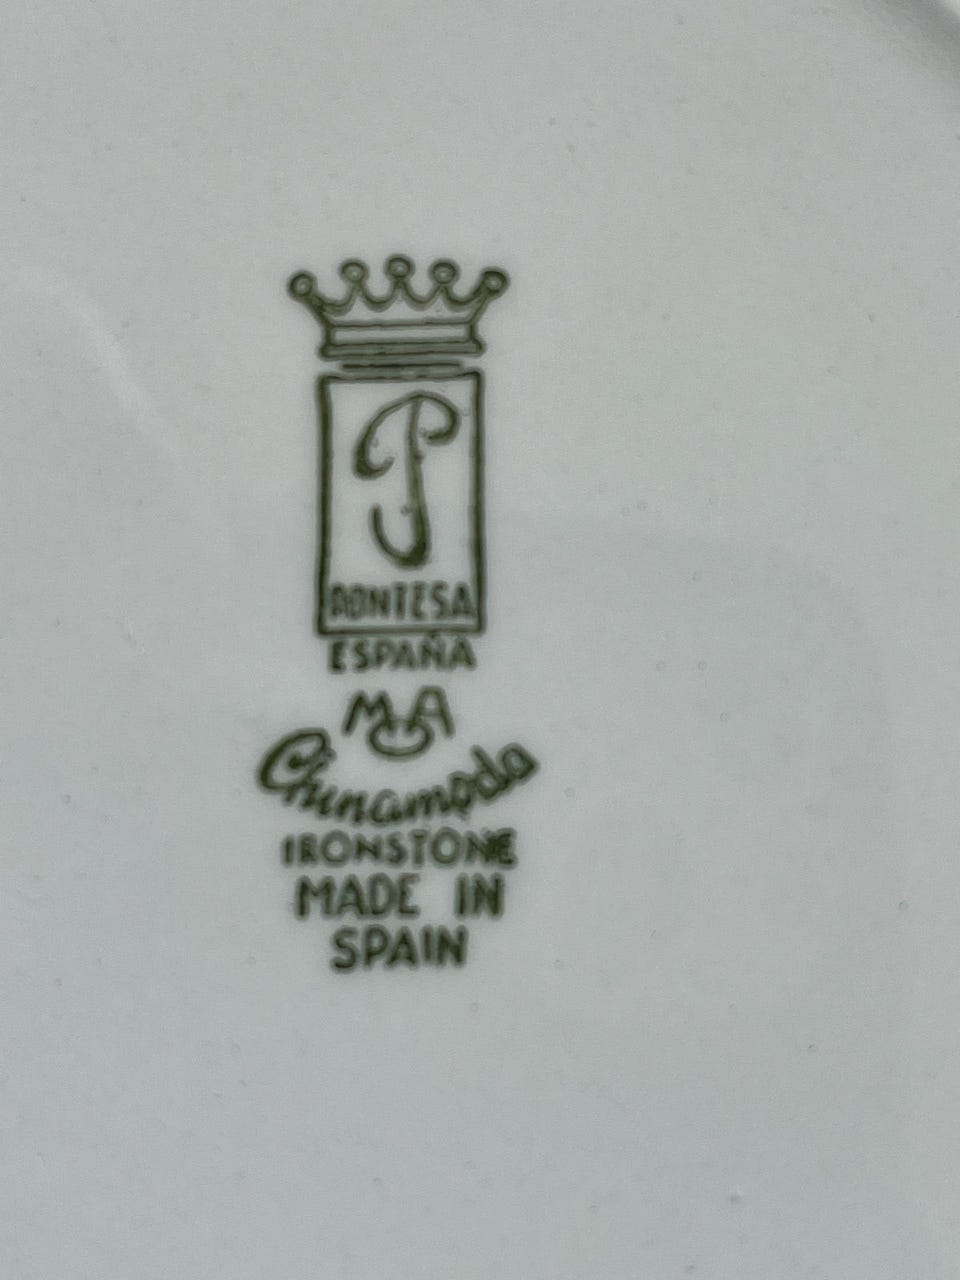 P
PONTESA
ESPAÑA
MA
Chinamoda
IRONSTONE
MADE IN
SPAIN